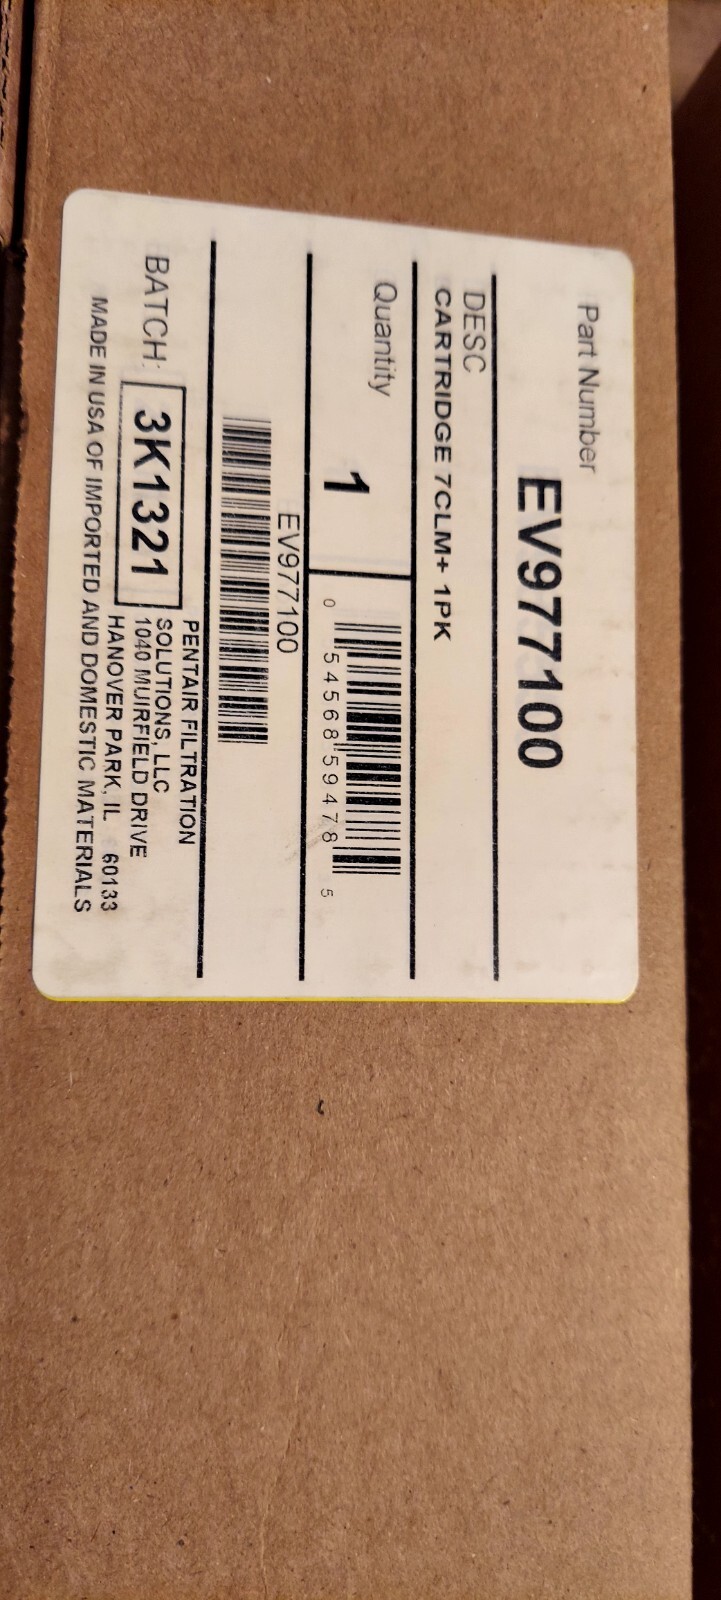 Part Number
EV977100
DESC
CARTRIDGE 7CLM+ 1PK
Quantity
1
0 54568 59478 5
EV977100
BATCH: 3K1321
PENTAIR FILTRATION
SOLUTIONS, LLC
1040 MUIRFIELD DRIVE
HANOVER PARK, IL 60133
MADE IN USA OF IMPORTED AND DOMESTIC MATERIALS